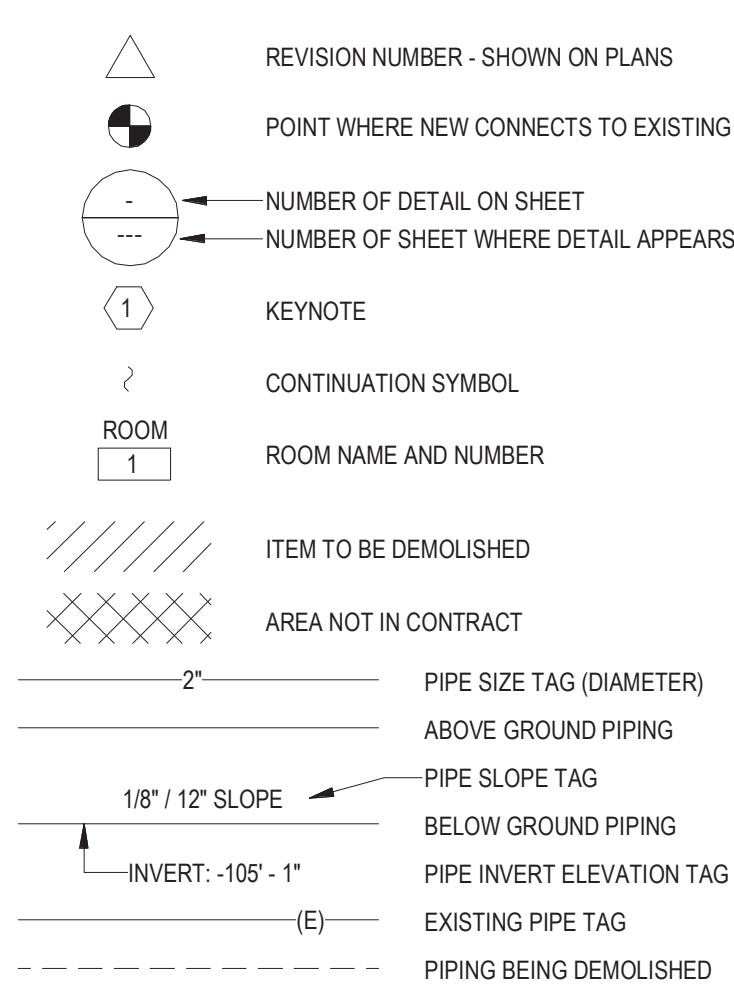 REVISION NUMBER - SHOWN ON PLANS
POINT WHERE NEW CONNECTS TO EXISTING
-
NUMBER OF DETAIL ON SHEET
---
NUMBER OF SHEET WHERE DETAIL APPEARS
1
KEYNOTE
CONTINUATION SYMBOL
ROOM
1
ROOM NAME AND NUMBER
ITEM TO BE DEMOLISHED
AREA NOT IN CONTRACT
2"
PIPE SIZE TAG (DIAMETER)
ABOVE GROUND PIPING
1/8" / 12" SLOPE
PIPE SLOPE TAG
BELOW GROUND PIPING
INVERT: -105' - 1"
PIPE INVERT ELEVATION TAG
(E)
EXISTING PIPE TAG
PIPING BEING DEMOLISHED